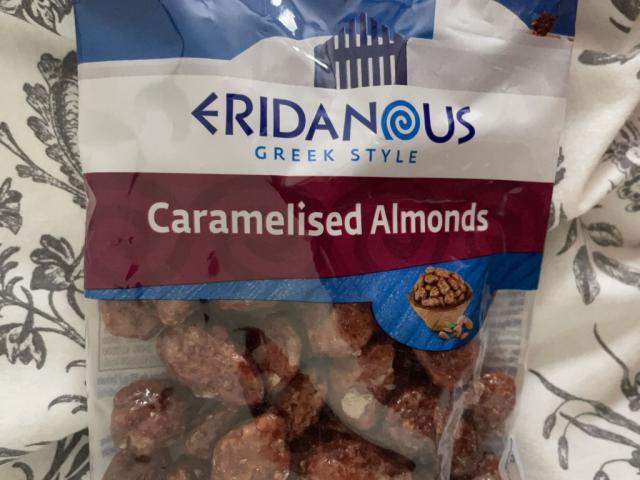 ERIDANOUS
GREEK STYLE
Caramelised Almonds